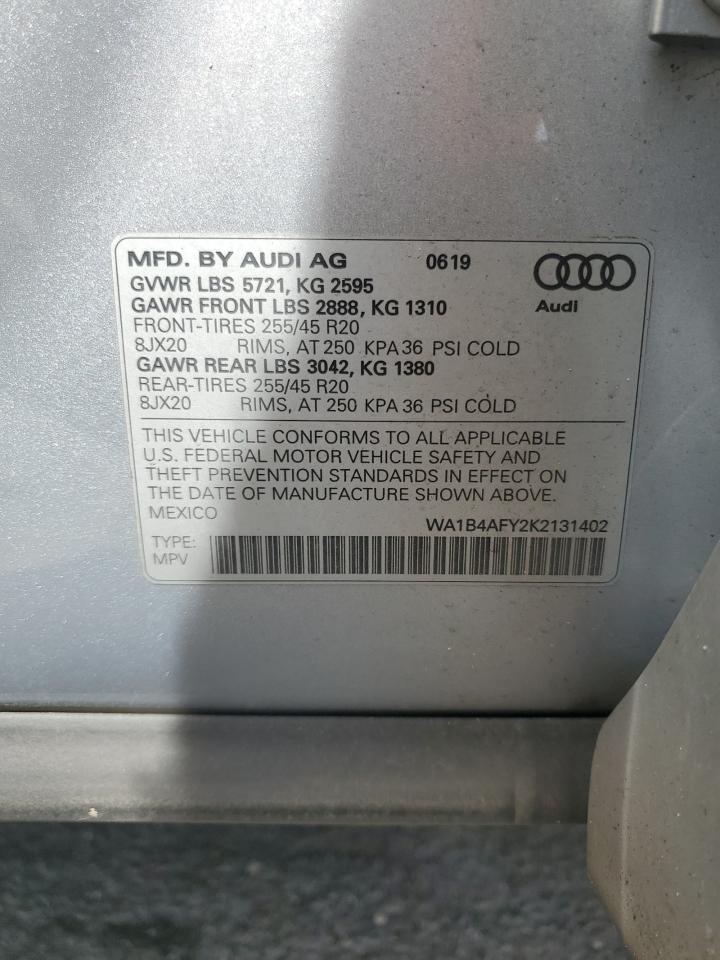 MFD. BY AUDI AG 0619
GVWR LBS 5721, KG 2595
GAWR FRONT LBS 2888, KG 1310
Audi
FRONT-TIRES 255/45 R20
8JX20 RIMS, AT 250 KPA 36 PSI COLD
GAWR REAR LBS 3042, KG 1380
REAR-TIRES 255/45 R20
8JX20 RIMS, AT 250 KPA 36 PSI COLD
THIS VEHICLE CONFORMS TO ALL APPLICABLE
U.S. FEDERAL MOTOR VEHICLE SAFETY AND
THEFT PREVENTION STANDARDS IN EFFECT ON
THE DATE OF MANUFACTURE SHOWN ABOVE.
MEXICO
WA1B4AFY2K2131402
TYPE:
MPV